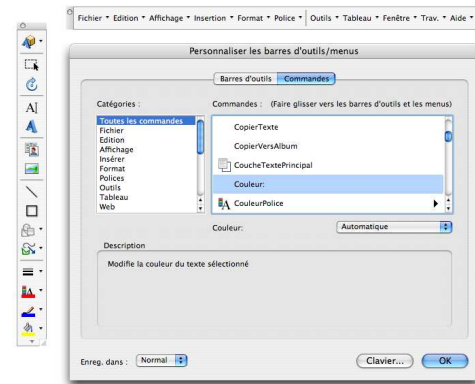 Fichier Edition Affichage Insertion Format Police Outils Tableau Fenêtre Trav. Aide
Personnaliser les barres d'outils/menus
Barres d'outils Commandes
Catégories : Commandes : (Faire glisser vers les barres d'outils et les menus)
Toutes les commandes
Fichier
Edition
Affichage
Insérer
Format
Polices
Outils
Tableau
Web
CopierTexte
CopierVersAlbum
CoucheTextePrincipal
Couleur:
CouleurPolice
Couleur: Automatique
Description
Modifie la couleur du texte sélectionné
Enreg. dans : Normal Clavier... OK